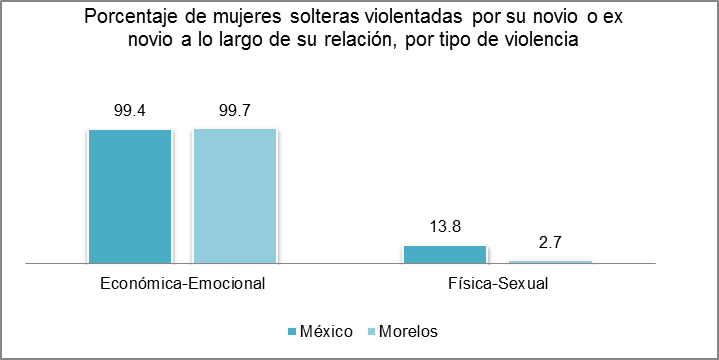 Porcentaje de mujeres solteras violentadas por su novio o ex
novio a lo largo de su relación, por tipo de violencia
99.4
99.7
13.8
2.7
Económica-Emocional
Física-Sexual
México
Morelos